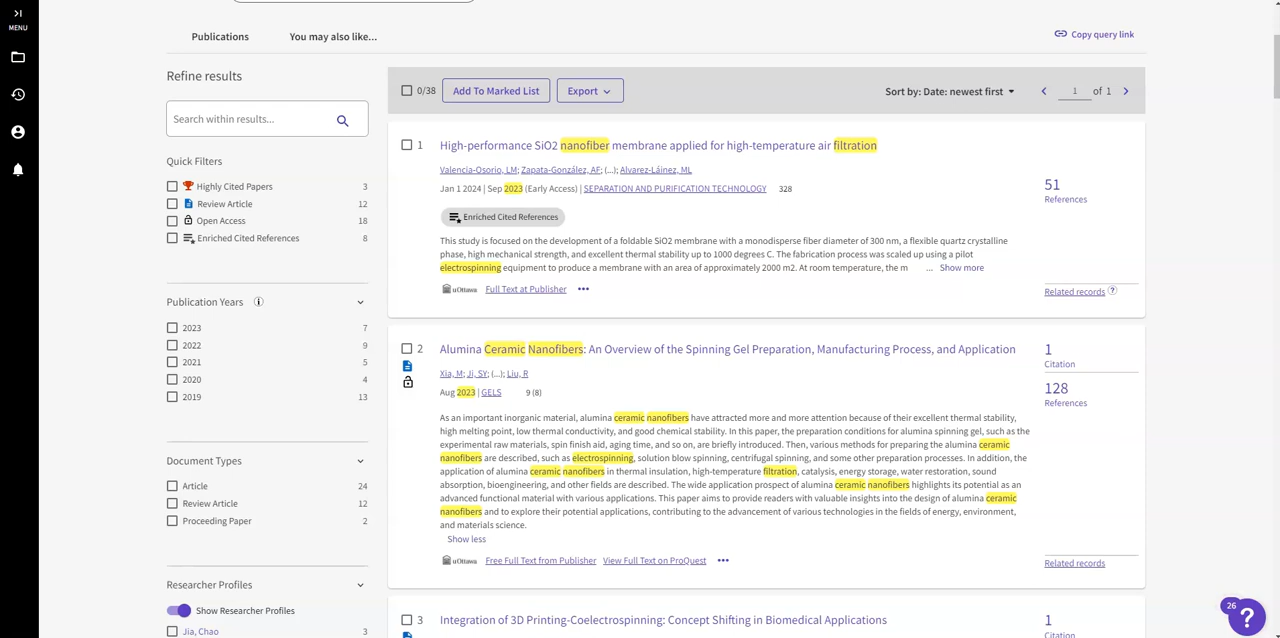 MENU
Publications
You may also like...
Copy query link
Refine results
Search within results...
Quick Filters
Highly Cited Papers 3
Review Article 12
Open Access 18
Enriched Cited References 8
Publication Years
2023 7
2022 9
2021 5
2020 4
2019 13
Document Types
Article 24
Review Article 12
Proceeding Paper 2
Researcher Profiles
Show Researcher Profiles
Jia, Chao 3
0/38 Add To Marked List Export
Sort by: Date: newest first 1 of 1
1 High-performance SiO2 nanofiber membrane applied for high-temperature air filtration
Valencia-Osorio, LM; Zapata-González, AF; (...); Alvarez-Láinez, ML
Jan 1 2024 | Sep 2023 (Early Access) | SEPARATION AND PURIFICATION TECHNOLOGY 328
Enriched Cited References
This study is focused on the development of a foldable SiO2 membrane with a monodisperse fiber diameter of 300 nm, a flexible quartz crystalline
phase, high mechanical strength, and excellent thermal stability up to 1000 degrees C. The fabrication process was scaled up using a pilot
electrospinning equipment to produce a membrane with an area of approximately 2000 m2. At room temperature, the m ... Show more
uOttawa Full Text at Publisher •••
51
References
Related records ?
2 Alumina Ceramic Nanofibers: An Overview of the Spinning Gel Preparation, Manufacturing Process, and Application
Xia, M; Ji, SY; (...); Liu, R
Aug 2023 | GELS 9 (8)
As an important inorganic material, alumina ceramic nanofibers have attracted more and more attention because of their excellent thermal stability,
high melting point, low thermal conductivity, and good chemical stability. In this paper, the preparation conditions for alumina spinning gel, such as the
experimental raw materials, spin finish aid, aging time, and so on, are briefly introduced. Then, various methods for preparing the alumina ceramic
nanofibers are described, such as electrospinning, solution blow spinning, centrifugal spinning, and some other preparation processes. In addition, the
application of alumina ceramic nanofibers in thermal insulation, high-temperature filtration, catalysis, energy storage, water restoration, sound
absorption, bioengineering, and other fields are described. The wide application prospect of alumina ceramic nanofibers highlights its potential as an
advanced functional material with various applications. This paper aims to provide readers with valuable insights into the design of alumina ceramic
nanofibers and to explore their potential applications, contributing to the advancement of various technologies in the fields of energy, environment,
and materials science.
Show less
uOttawa Free Full Text from Publisher View Full Text on ProQuest •••
1
Citation
128
References
Related records
3 Integration of 3D Printing-Coelectrospinning: Concept Shifting in Biomedical Applications
1
Citation
26
?